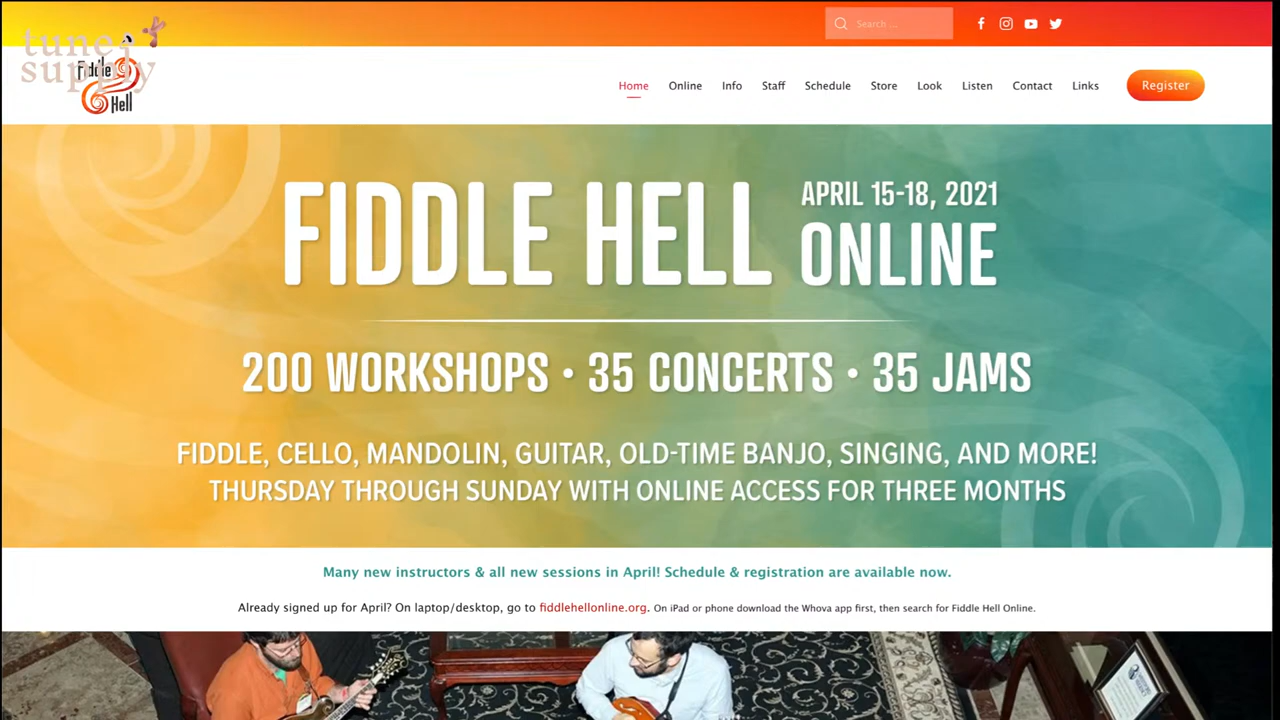 Search ...
tune
supply
Fiddle
Hell
Home Online Info Staff Schedule Store Look Listen Contact Links Register
FIDDLE HELL
APRIL 15-18, 2021
ONLINE
200 WORKSHOPS • 35 CONCERTS • 35 JAMS
FIDDLE, CELLO, MANDOLIN, GUITAR, OLD-TIME BANJO, SINGING, AND MORE!
THURSDAY THROUGH SUNDAY WITH ONLINE ACCESS FOR THREE MONTHS
Many new instructors & all new sessions in April! Schedule & registration are available now.
Already signed up for April? On laptop/desktop, go to fiddlehellonline.org. On iPad or phone download the Whova app first, then search for Fiddle Hell Online.